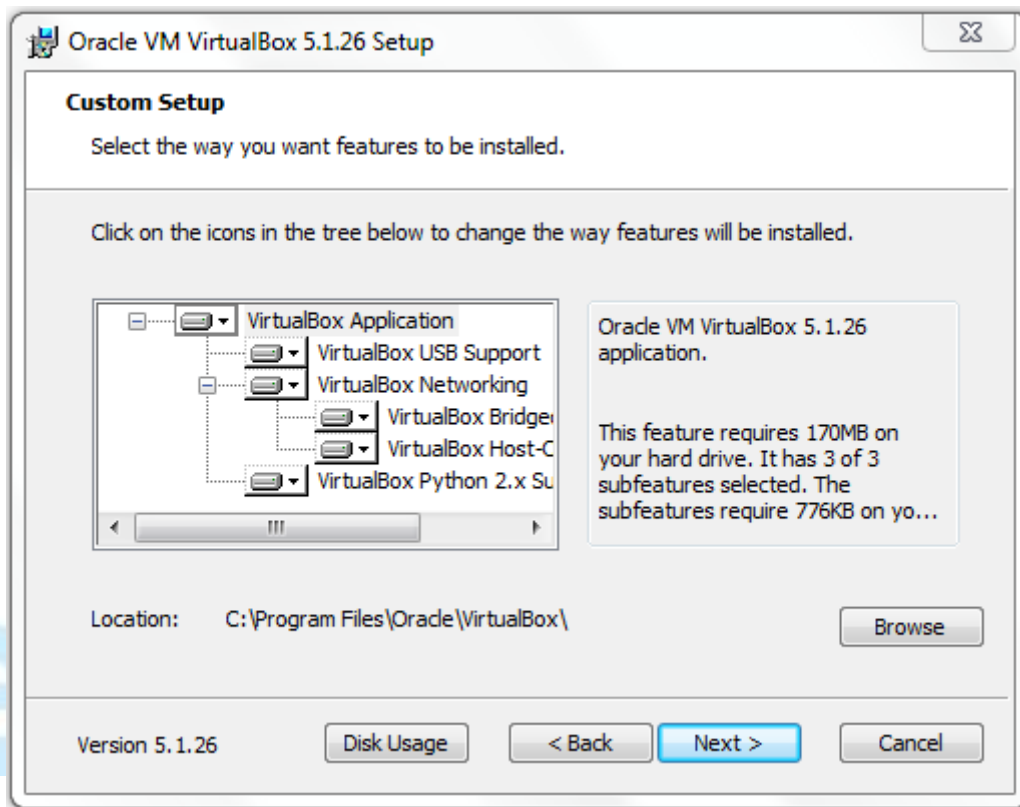 Oracle VM VirtualBox 5.1.26 Setup
Custom Setup
Select the way you want features to be installed.
Click on the icons in the tree below to change the way features will be installed.
VirtualBox Application
VirtualBox USB Support
VirtualBox Networking
VirtualBox Bridge
VirtualBox Host-C
VirtualBox Python 2.x Su
Oracle VM VirtualBox 5.1.26
application.
This feature requires 170MB on
your hard drive. It has 3 of 3
subfeatures selected. The
subfeatures require 776KB on yo...
Location: C:\Program Files\Oracle\VirtualBox\
Browse
Version 5.1.26
Disk Usage
< Back
Next >
Cancel